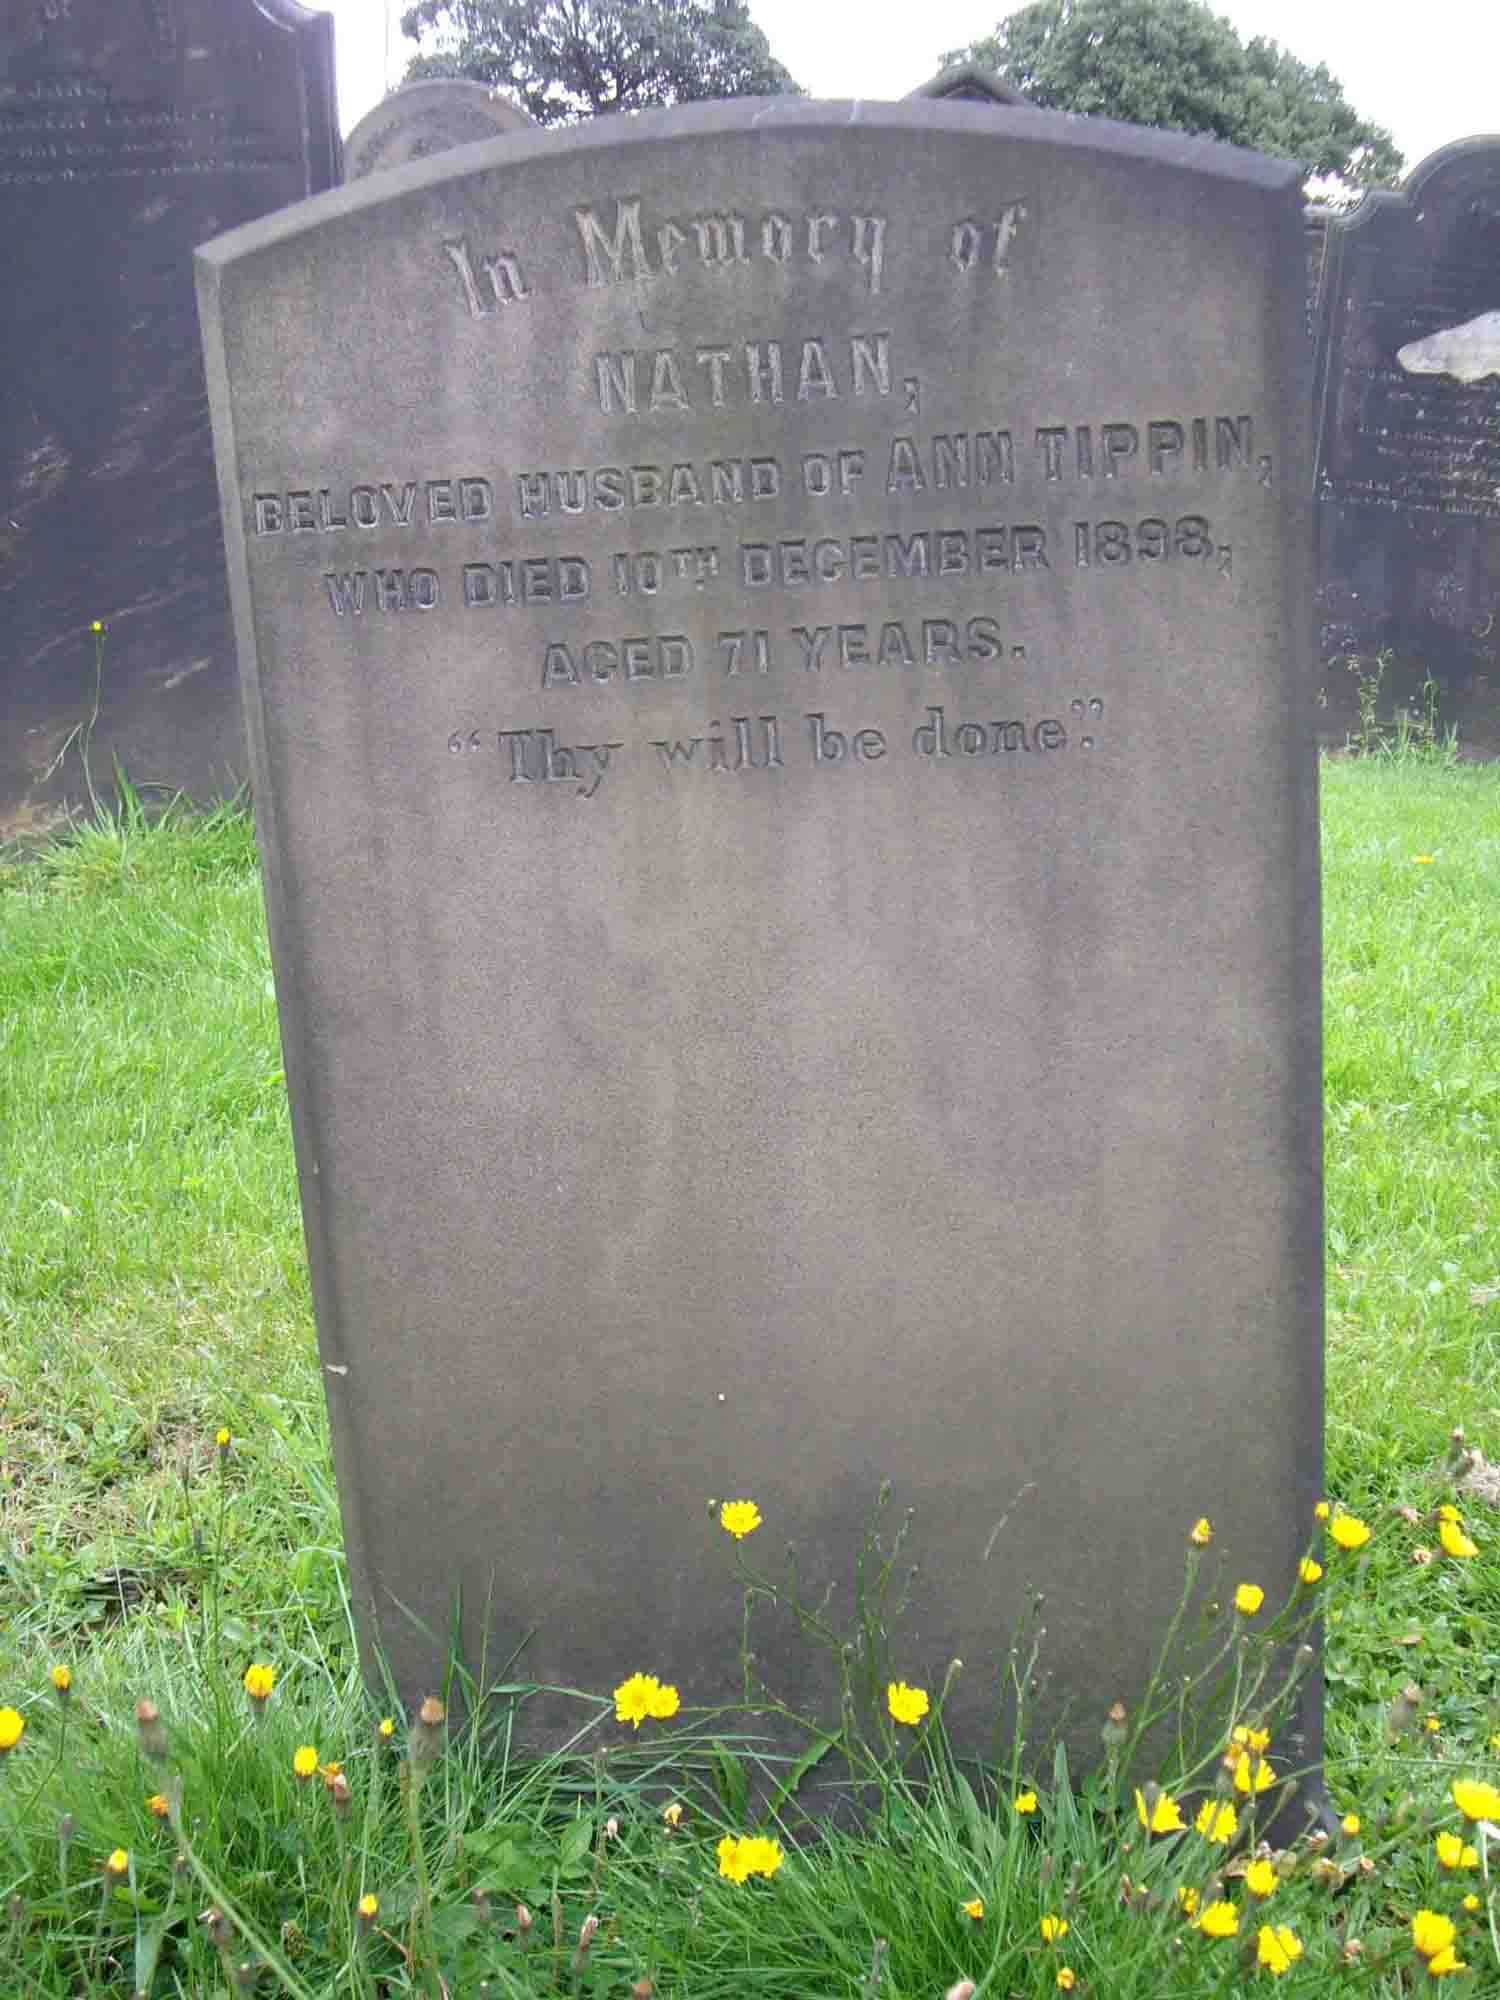 In Memory of
NATHAN,
BELOVED HUSBAND OF ANN TIPPIN,
WHO DIED 10TH DECEMBER 1898,
AGED 71 YEARS.
"Thy will be done."